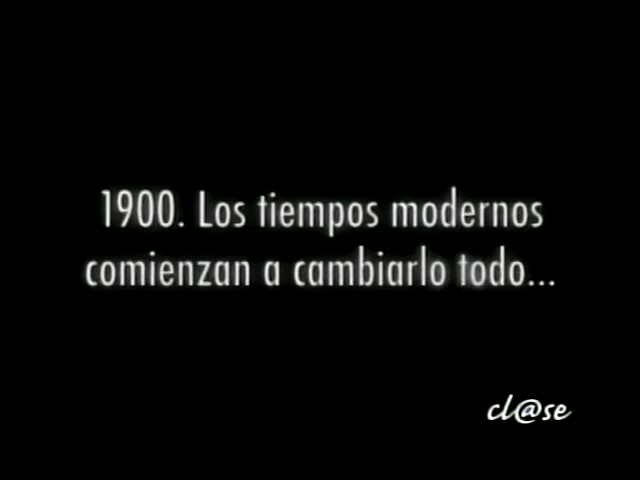 1900. Los tiempos modernos
comienzan a cambiarlo todo...
cl@se